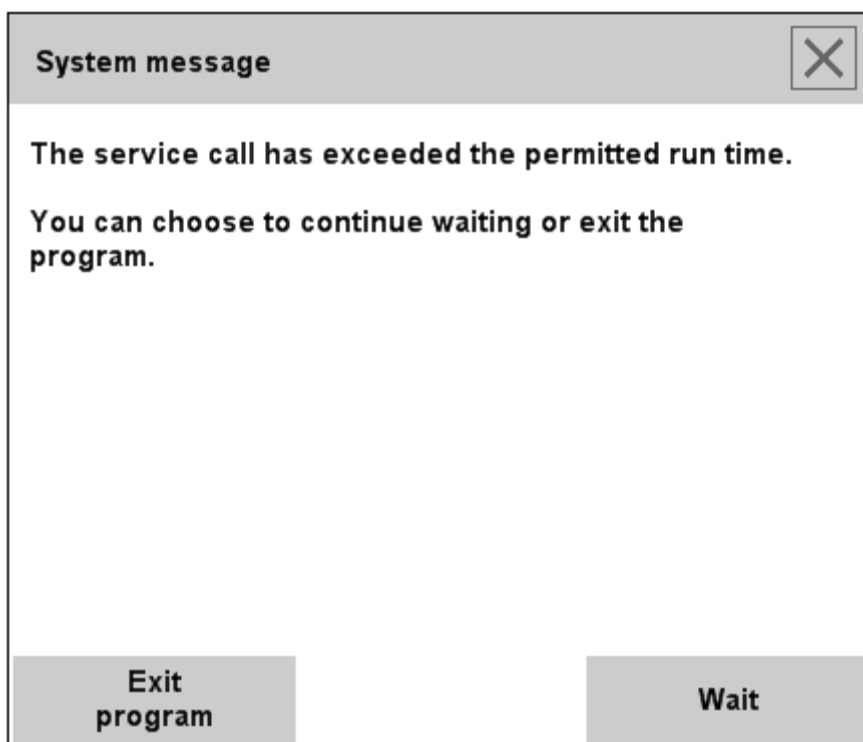 System message
The service call has exceeded the permitted run time.
You can choose to continue waiting or exit the
program.
Exit
program
Wait